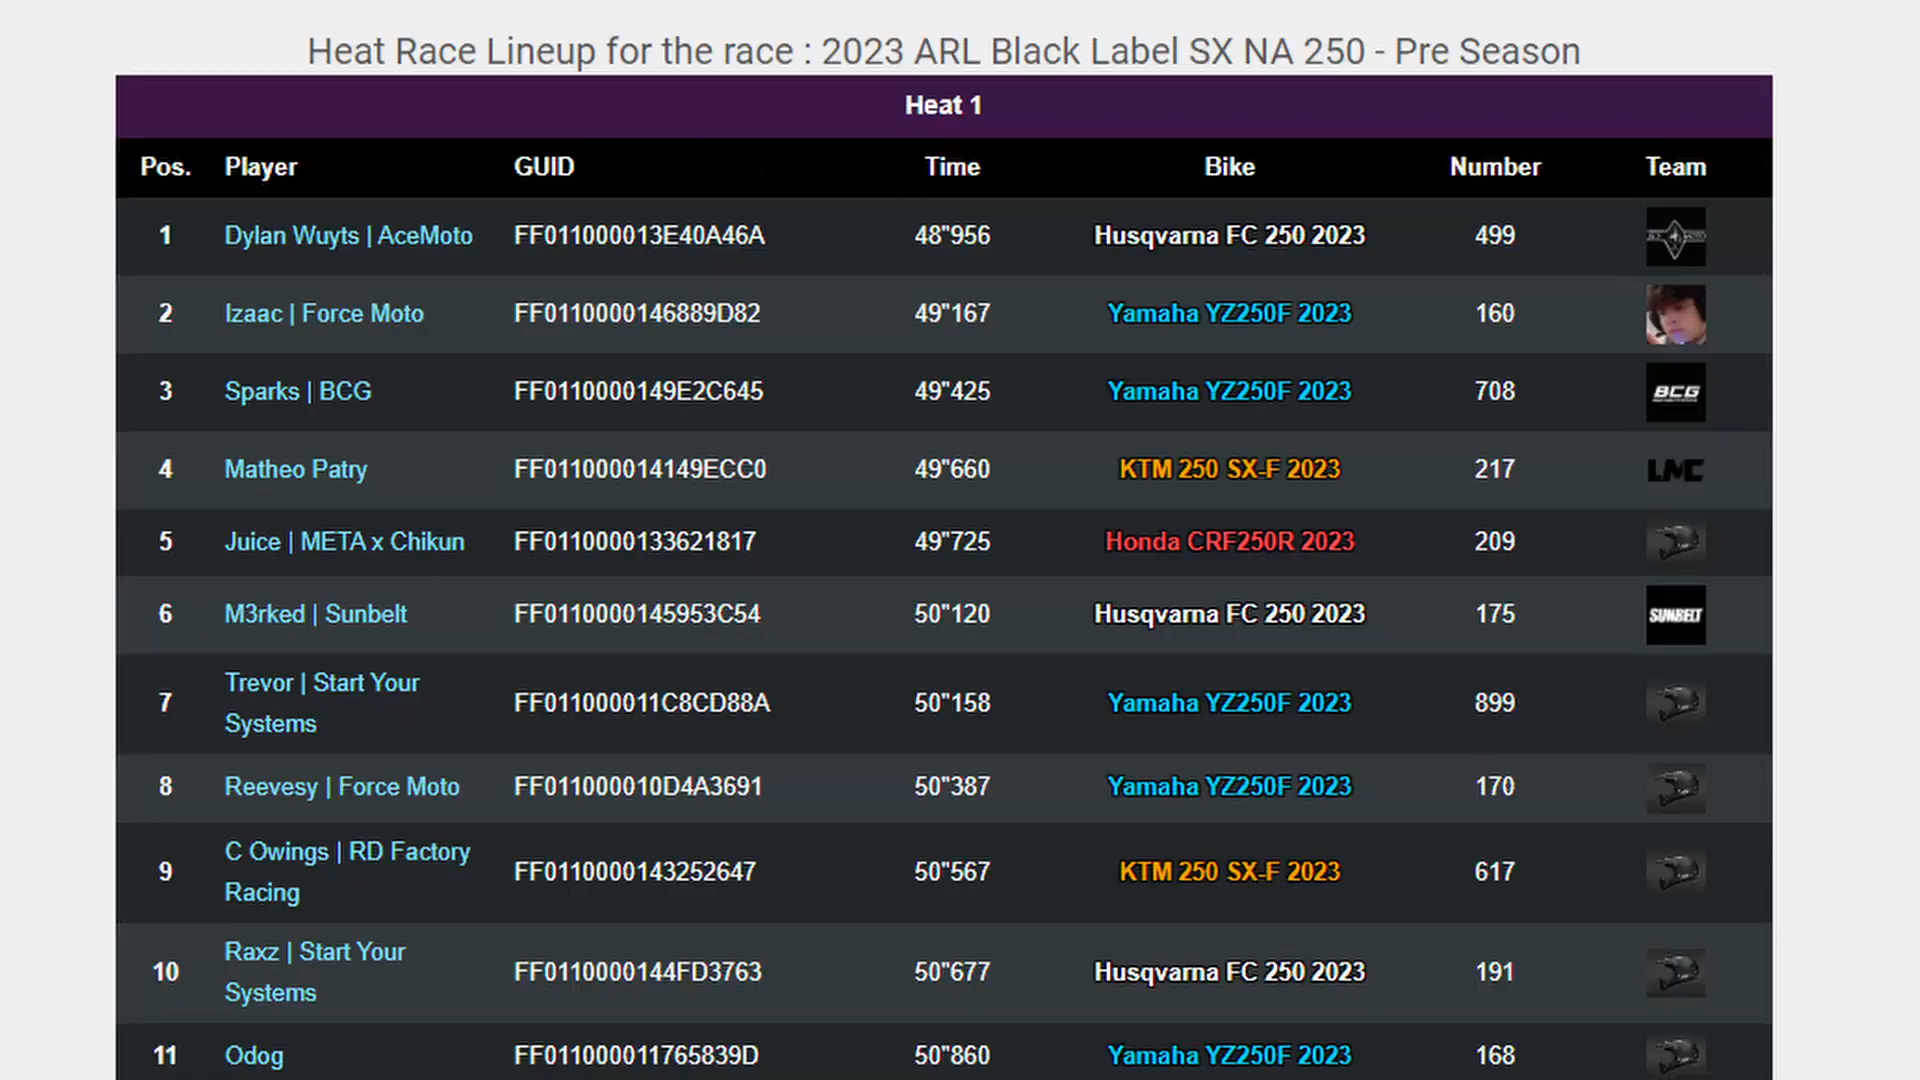 Heat Race Lineup for the race : 2023 ARL Black Label SX NA 250 - Pre Season
Heat 1
Pos. Player GUID Time Bike Number Team
1 Dylan Wuyts | AceMoto FF011000013E40A46A 48"956 Husqvarna FC 250 2023 499
2 Izaac | Force Moto FF0110000146889D82 49"167 Yamaha YZ250F 2023 160
3 Sparks | BCG FF0110000149E2C645 49"425 Yamaha YZ250F 2023 708 BCG
4 Matheo Patry FF011000014149ECC0 49"660 KTM 250 SX-F 2023 217 LMC
5 Juice | META x Chikun FF0110000133621817 49"725 Honda CRF250R 2023 209
6 M3rked | Sunbelt FF0110000145953C54 50"120 Husqvarna FC 250 2023 175 SUNBELT
7 Trevor | Start Your
Systems FF011000011C8CD88A 50"158 Yamaha YZ250F 2023 899
8 Reevesy | Force Moto FF011000010D4A3691 50"387 Yamaha YZ250F 2023 170
9 C Owings | RD Factory
Racing FF0110000143252647 50"567 KTM 250 SX-F 2023 617
10 Raxz | Start Your
Systems FF0110000144FD3763 50"677 Husqvarna FC 250 2023 191
11 Odog FF011000011765839D 50"860 Yamaha YZ250F 2023 168